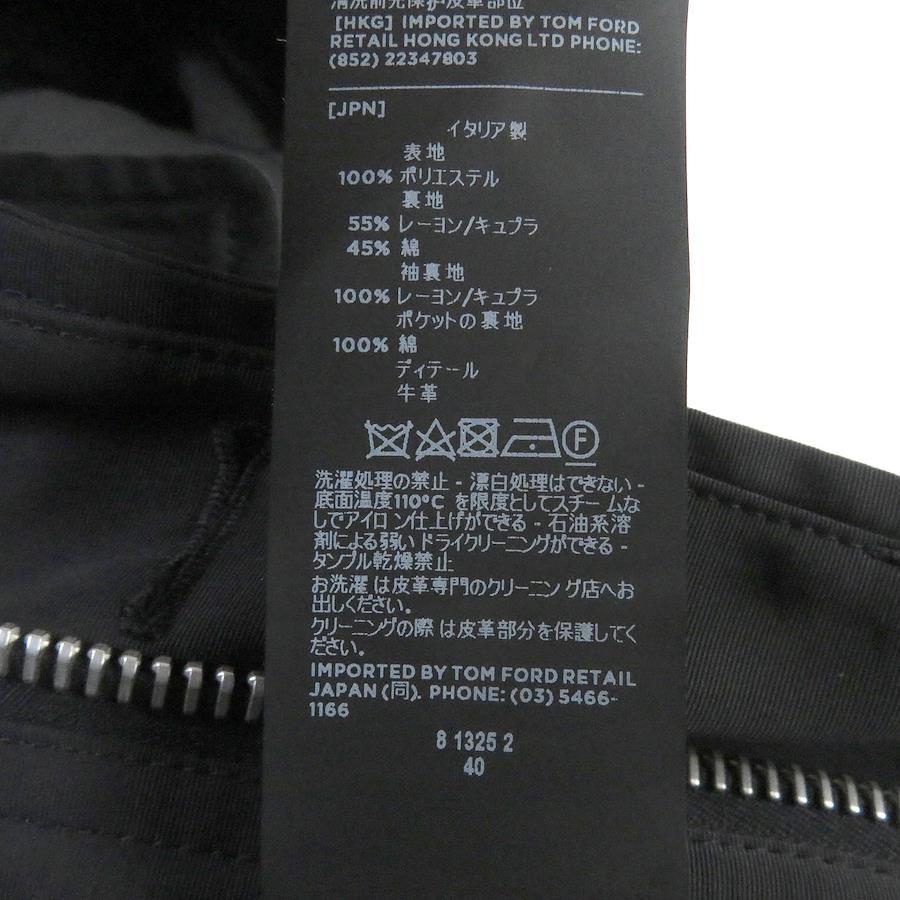 清洗前先保护皮革部位
[HKG] IMPORTED BY TOM FORD
RETAIL HONG KONG LTD PHONE:
(852) 22347803
[JPN]
イタリア製
表地
100% ポリエステル
裏地
55% レーヨン/キュプラ
45% 綿
袖裏地
100% レーヨン/キュプラ
ポケットの裏地
100% 綿
ディテール
牛革
F
洗濯処理の禁止 - 漂白処理はできない -
底面温度110°C を限度としてスチームな
しでアイロン仕上げができる - 石油系溶
剤による弱い ドライクリーニングができる -
タンブル乾燥禁止
お洗濯 は皮革専門のクリーニング店へお
出しください。
クリーニングの際 は皮革部分を保護してく
ださい。
IMPORTED BY TOM FORD RETAIL
JAPAN (同). PHONE: (03) 5466-
1166
8 1325 2
40